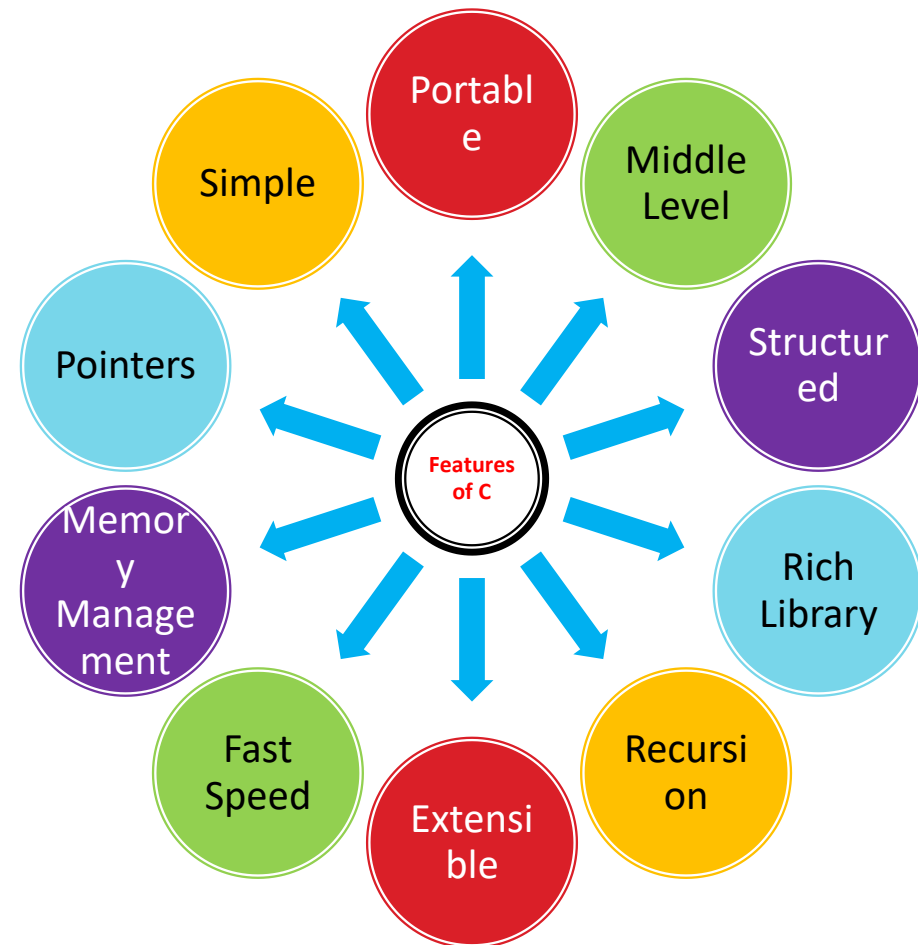 Portabl
e
Middle
Level
Structur
ed
Rich
Library
Recursi
on
Extensi
ble
Fast
Speed
Memor
y
Manage
ment
Pointers
Simple
Features
of C